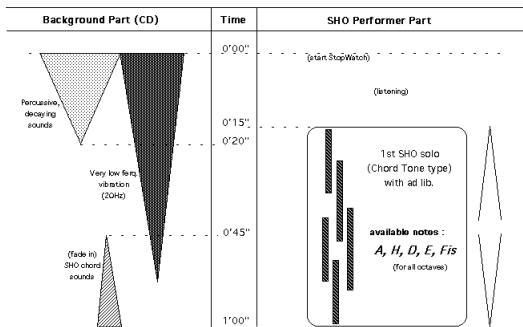 Background Part (CD) Time SHO Performer Part
0'00"
(start StopWatch)
(listening)
Percussive,
decaying
sounds
0'15"
0'20"
1st SHO solo
(Chord Tone type)
with ad lib.
Very low ferq.
vibration
(20Hz)
0'45"
available notes :
A, H, D, E, Fis
(for all octaves)
(fade in)
SHO chord
sounds
1'00"